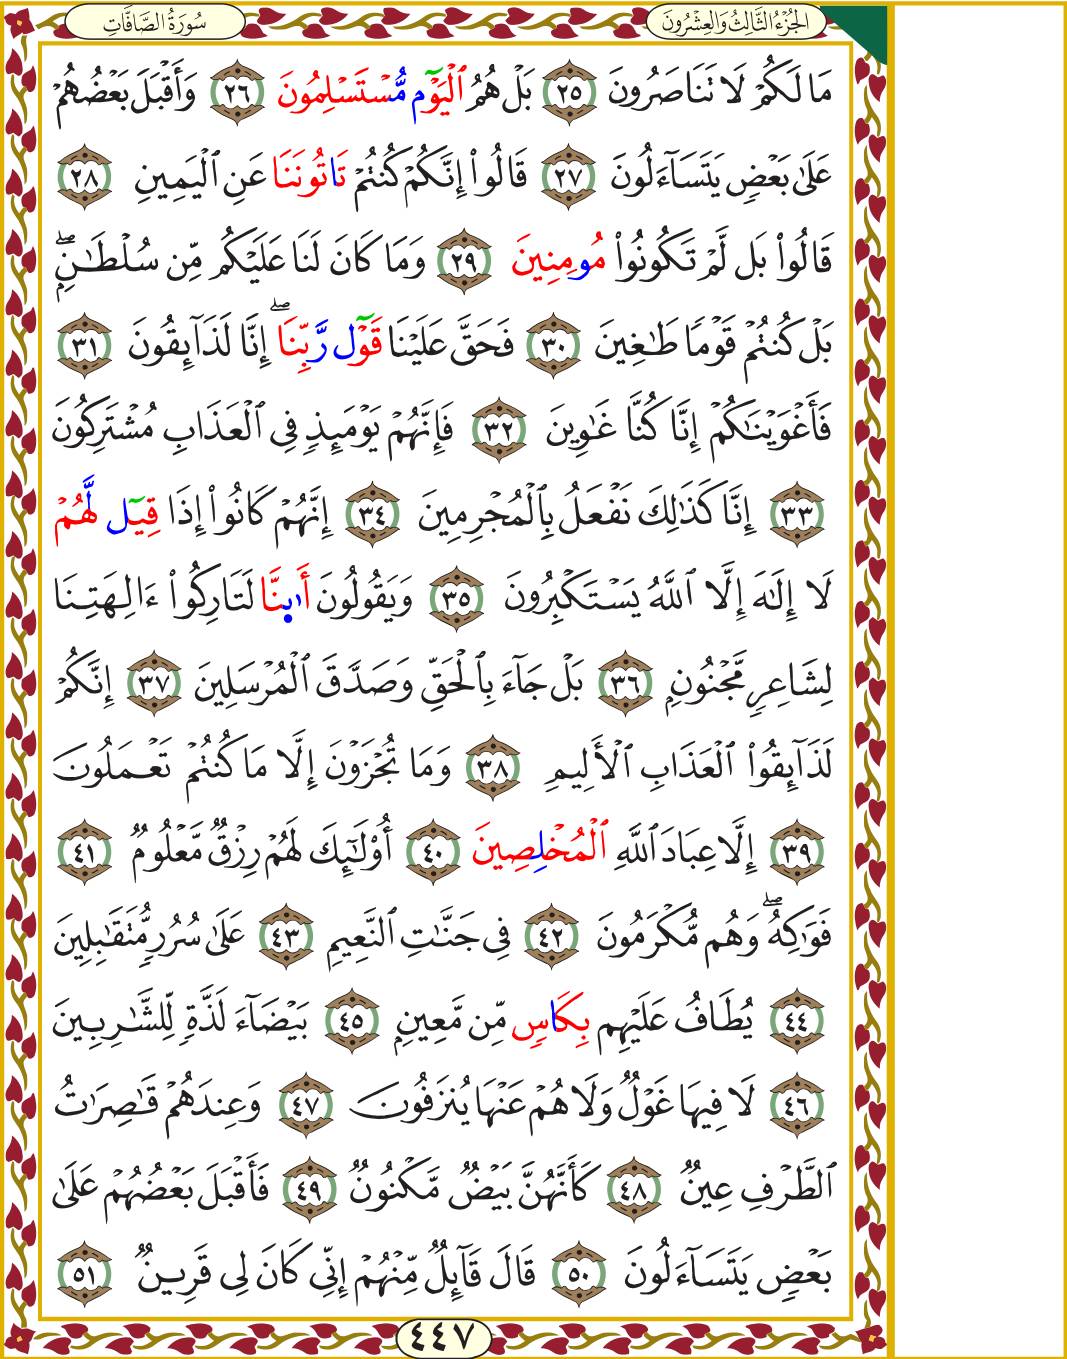 الجُزْءُ الثَّالِثُ وَالعِشْرُونَ
سُورَةُ الصَّافَّاتِ
مَا لَكُمْ لَا تَنَاصَرُونَ ٢٥ بَلْ هُمُ ٱلْيَوْٓم مُّسْتَسْلِمُونَ ٢٦ وَأَقْبَلَ بَعْضُهُمْ
عَلَىٰ بَعْضٍ يَتَسَآءَلُونَ ٢٧ قَالُوٓاْ إِنَّكُمْ كُنتُمْ تَاتُونَنَا عَنِ ٱلْيَمِينِ ٢٨
قَالُواْ بَل لَّمْ تَكُونُواْ مُومِنِينَ ٢٩ وَمَا كَانَ لَنَا عَلَيْكُم مِّن سُلْطَٰنٍۖ
بَلْ كُنتُمْ قَوْمًا طَٰغِينَ ٣٠ فَحَقَّ عَلَيْنَا قَوْٓل رَّبِّنَآۖ إِنَّا لَذَآئِقُونَ ٣١
فَأَغْوَيْنَٰكُمْ إِنَّا كُنَّا غَٰوِينَ ٣٢ فَإِنَّهُمْ يَوْمَئِذٍ فِى ٱلْعَذَابِ مُشْتَرِكُونَ
٣٣ إِنَّا كَذَٰلِكَ نَفْعَلُ بِٱلْمُجْرِمِينَ ٣٤ إِنَّهُمْ كَانُوٓاْ إِذَا قِيٓل لَّهُمْ
لَآ إِلَٰهَ إِلَّا ٱللَّهُ يَسْتَكْبِرُونَ ٣٥ وَيَقُولُونَ أَا۬ىِٕنَّا لَتَارِكُوٓاْ ءَالِهَتِنَا
لِشَاعِرٍ مَّجْنُونٍۭ ٣٦ بَلْ جَآءَ بِٱلْحَقِّ وَصَدَّقَ ٱلْمُرْسَلِينَ ٣٧ إِنَّكُمْ
لَذَآئِقُواْ ٱلْعَذَابِ ٱلْأَلِيمِ ٣٨ وَمَا تُجْزَوْنَ إِلَّا مَا كُنتُمْ تَعْمَلُونَ
٣٩ إِلَّا عِبَادَ ٱللَّهِ ٱلْمُخْلِصِينَ ٤٠ أُوْلَٰٓئِكَ لَهُمْ رِزْقٌ مَّعْلُومٌ ٤١
فَوَٰكِهُۖ وَهُم مُّكْرَمُونَ ٤٢ فِى جَنَّٰتِ ٱلنَّعِيمِ ٤٣ عَلَىٰ سُرُرٍ مُّتَقَٰبِلِينَ
٤٤ يُطَافُ عَلَيْهِم بِكَاسٍ مِّن مَّعِينٍۭ ٤٥ بَيْضَآءَ لَذَّةٍ لِّلشَّٰرِبِينَ
٤٦ لَا فِيهَا غَوْلٌ وَلَا هُمْ عَنْهَا يُنزَفُونَ ٤٧ وَعِندَهُمْ قَٰصِرَٰتُ
ٱلطَّرْفِ عِينٌ ٤٨ كَأَنَّهُنَّ بَيْضٌ مَّكْنُونٌ ٤٩ فَأَقْبَلَ بَعْضُهُمْ عَلَىٰ
بَعْضٍ يَتَسَآءَلُونَ ٥٠ قَالَ قَآئِلٌ مِّنْهُمْ إِنِّى كَانَ لِى قَرِينٌ ٥١
٤٤٧